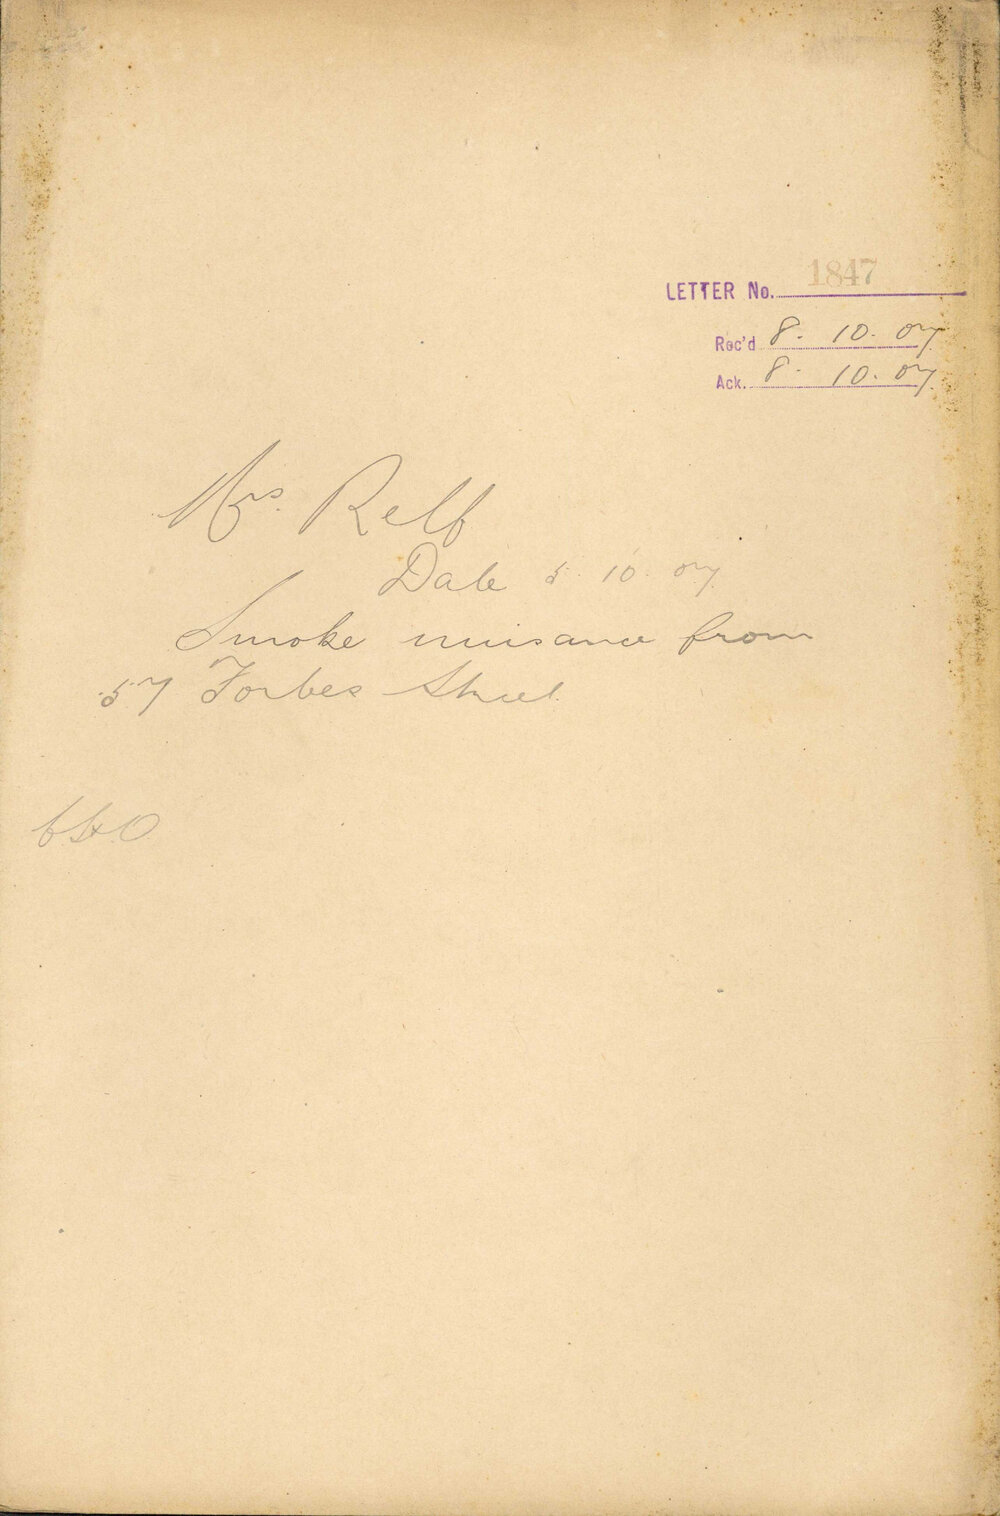 LETTER No. 1847
Rec'd 8. 10. 07
Ack. 8. 10. 07
Mrs. Relf
Date 5. 10. 07.
Smoke nuisance from
57 Forbes Street.